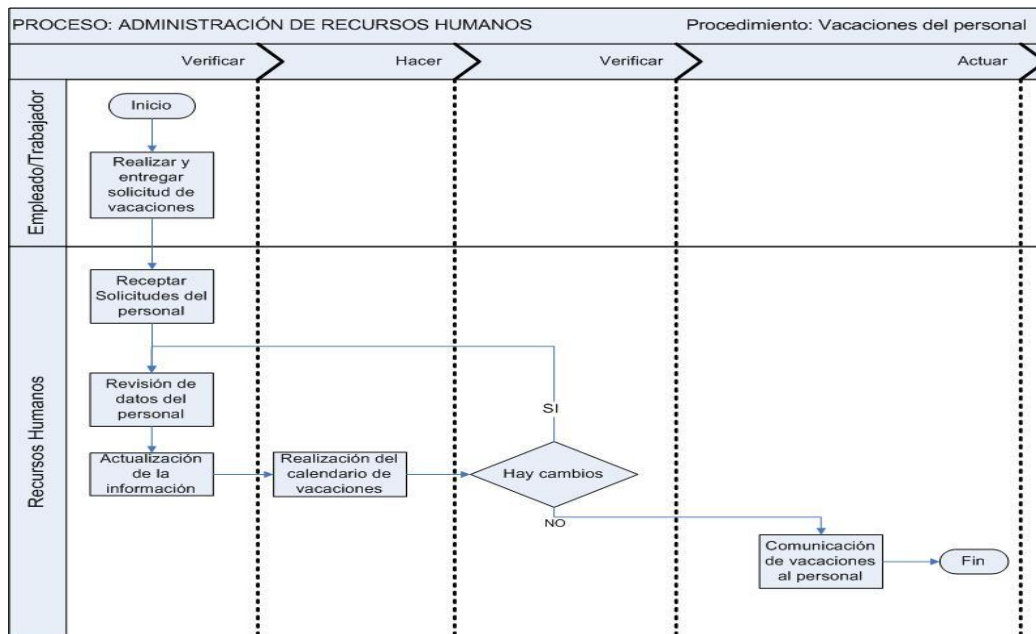 PROCESO: ADMINISTRACIÓN DE RECURSOS HUMANOS
Procedimiento: Vacaciones del personal
Verificar
Hacer
Verificar
Actuar
Empleado/Trabajador
Inicio
Realizar y
entregar
solicitud de
vacaciones
Recursos Humanos
Receptar
Solicitudes del
personal
Revisión de
datos del
personal
SI
Actualización
de la
información
Realización del
calendario de
vacaciones
Hay cambios
NO
Comunicación
de vacaciones
al personal
Fin